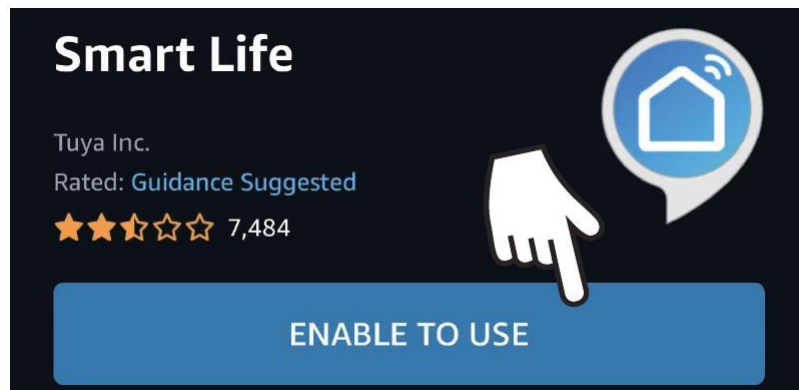 Smart Life
Tuya Inc.
Rated: Guidance Suggested
7,484
ENABLE TO USE